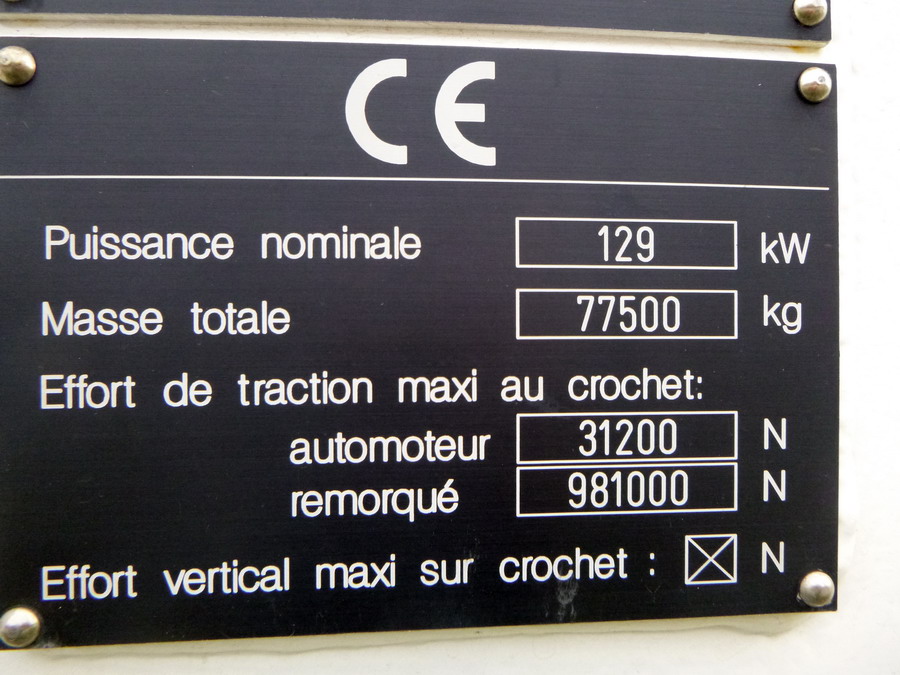 CE
Puissance nominale 129 kW
Masse totale 77500 kg
Effort de traction maxi au crochet:
automoteur 31200 N
remorqué 981000 N
Effort vertical maxi sur crochet : N